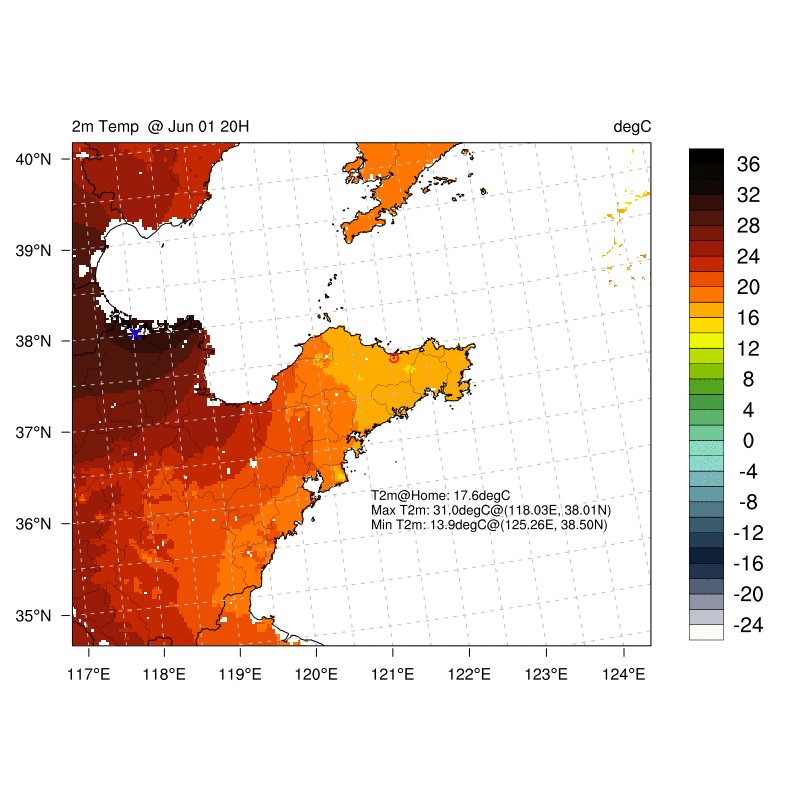 2m Temp @ Jun 01 20H degC
40°N
39°N
38°N
37°N
36°N
35°N
117°E 118°E 119°E 120°E 121°E 122°E 123°E 124°E
T2m@Home: 17.6degC
Max T2m: 31.0degC@(118.03E, 38.01N)
Min T2m: 13.9degC@(125.26E, 38.50N)
36
32
28
24
20
16
12
8
4
0
-4
-8
-12
-16
-20
-24